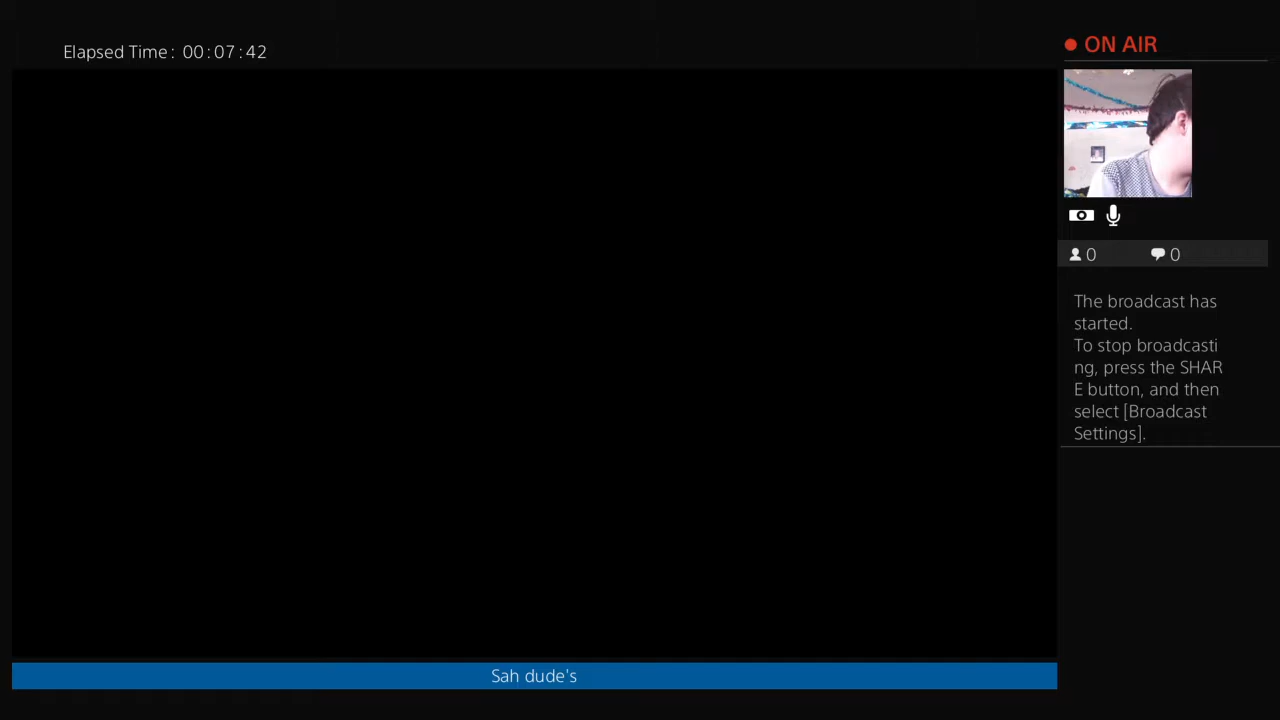 Elapsed Time: 00:07:42
ON AIR
0 0
The broadcast has
started.
To stop broadcasti
ng, press the SHAR
E button, and then
select [Broadcast
Settings].
Sah dude's